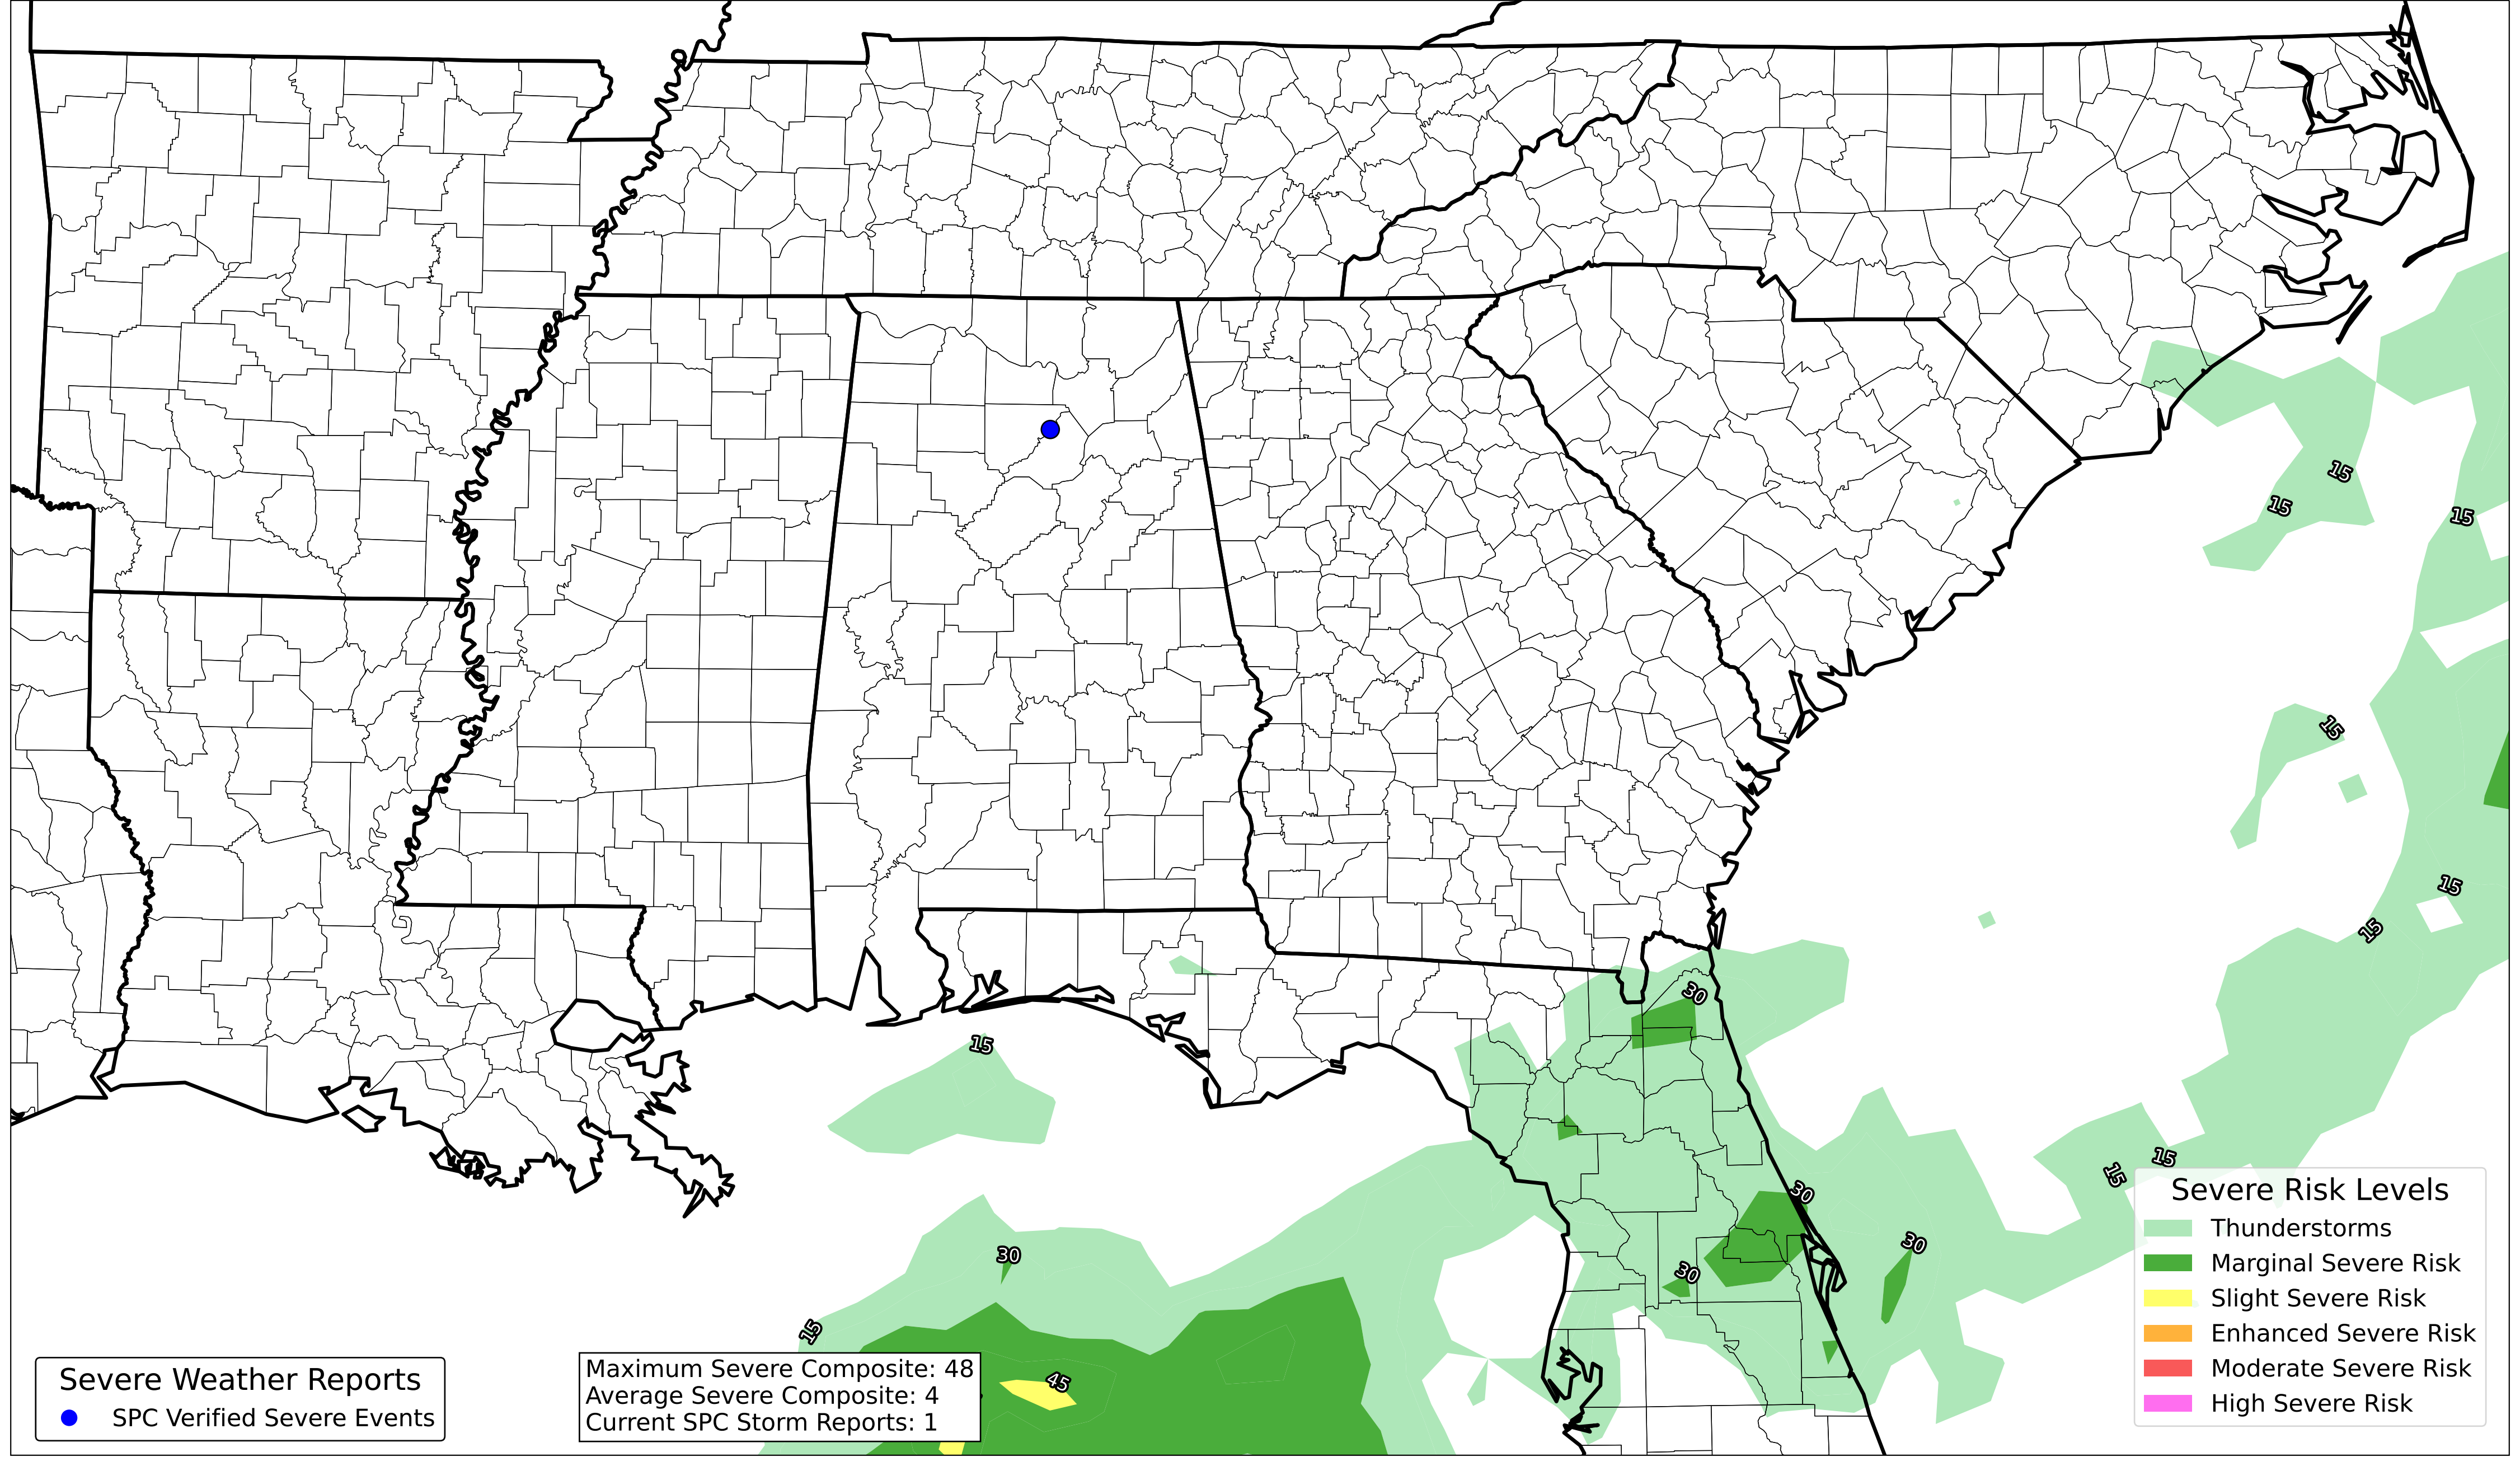 15
15
15
15
15
15
30
15
15
15
30
30
30
30
15
45
Severe Risk Levels
Thunderstorms
Marginal Severe Risk
Slight Severe Risk
Enhanced Severe Risk
Moderate Severe Risk
High Severe Risk
Maximum Severe Composite: 48
Average Severe Composite: 4
Current SPC Storm Reports: 1
Severe Weather Reports
SPC Verified Severe Events